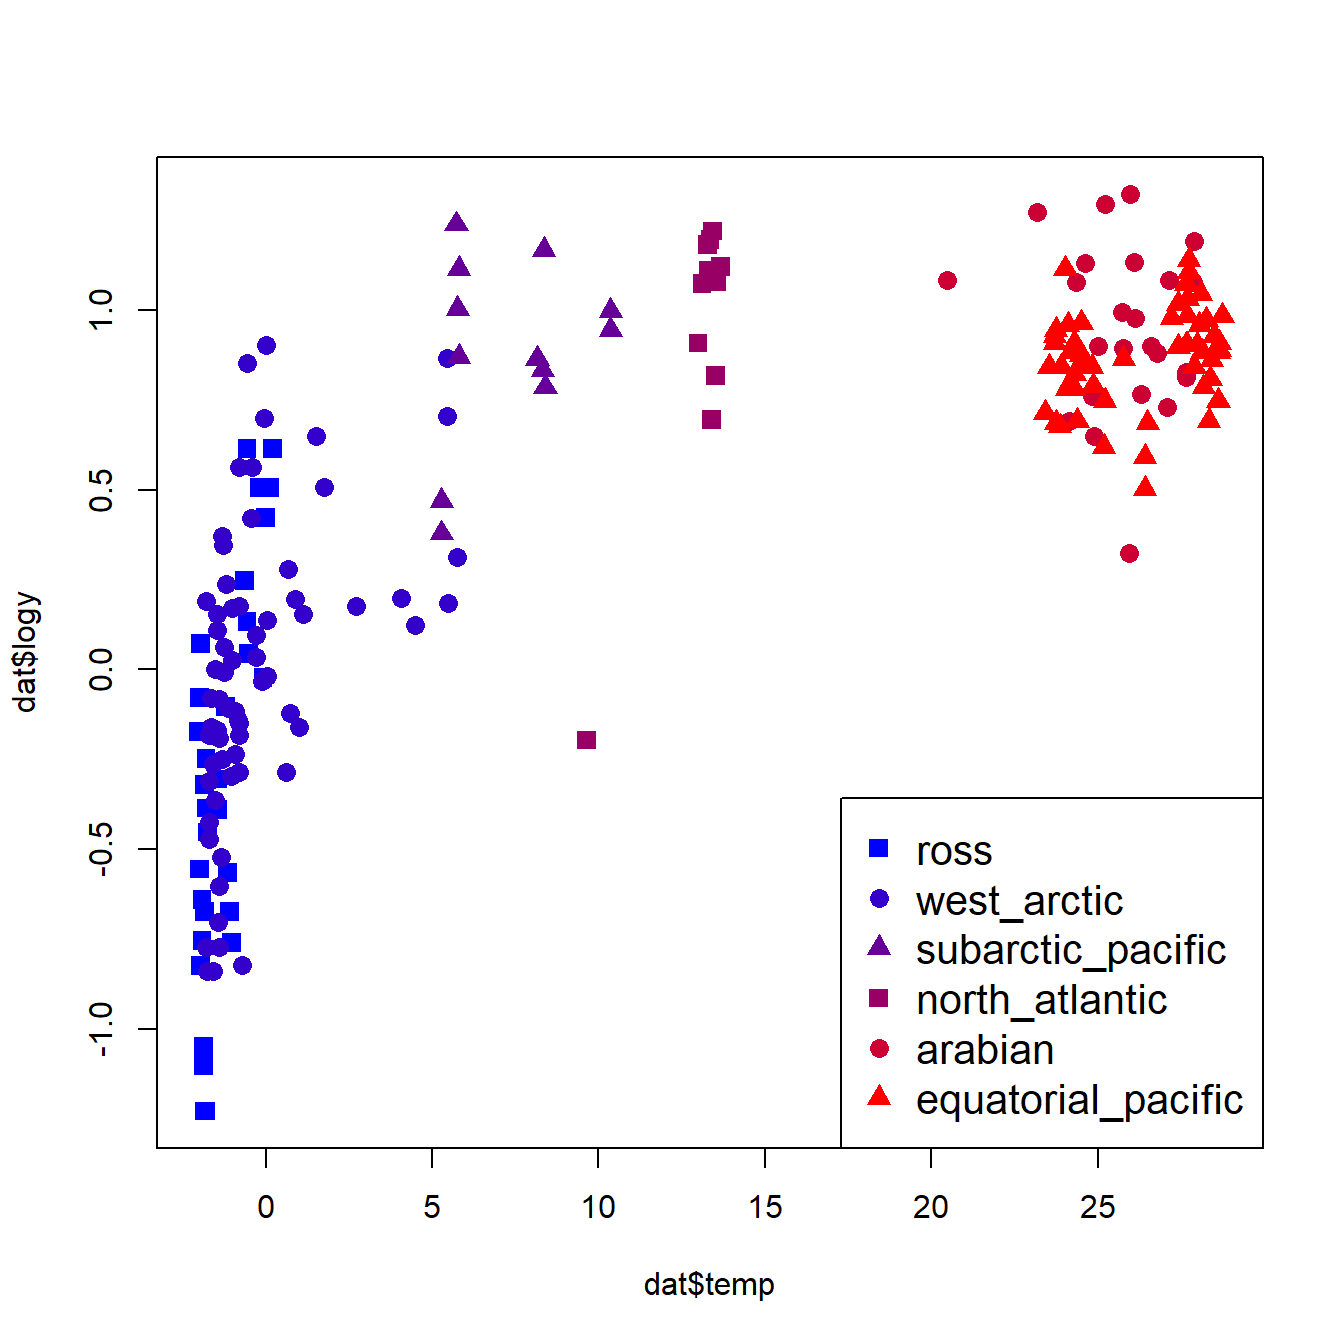 dat$logy
1.0
0.5
0.0
-0.5
-1.0
ross
west_arctic
subarctic_pacific
north_atlantic
arabian
equatorial_pacific
0 5 10 15 20 25
dat$temp